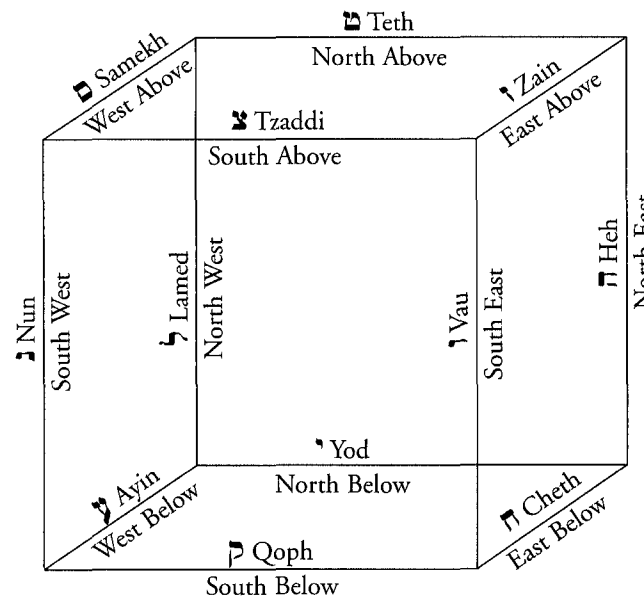 ט Teth
North Above
ס Samekh
West Above
ז Zain
East Above
צ Tzaddi
South Above
ה Heh
North East
ל Lamed
North West
ו Vau
South East
נ Nun
South West
י Yod
North Below
ע Ayin
West Below
ח Cheth
East Below
ק Qoph
South Below